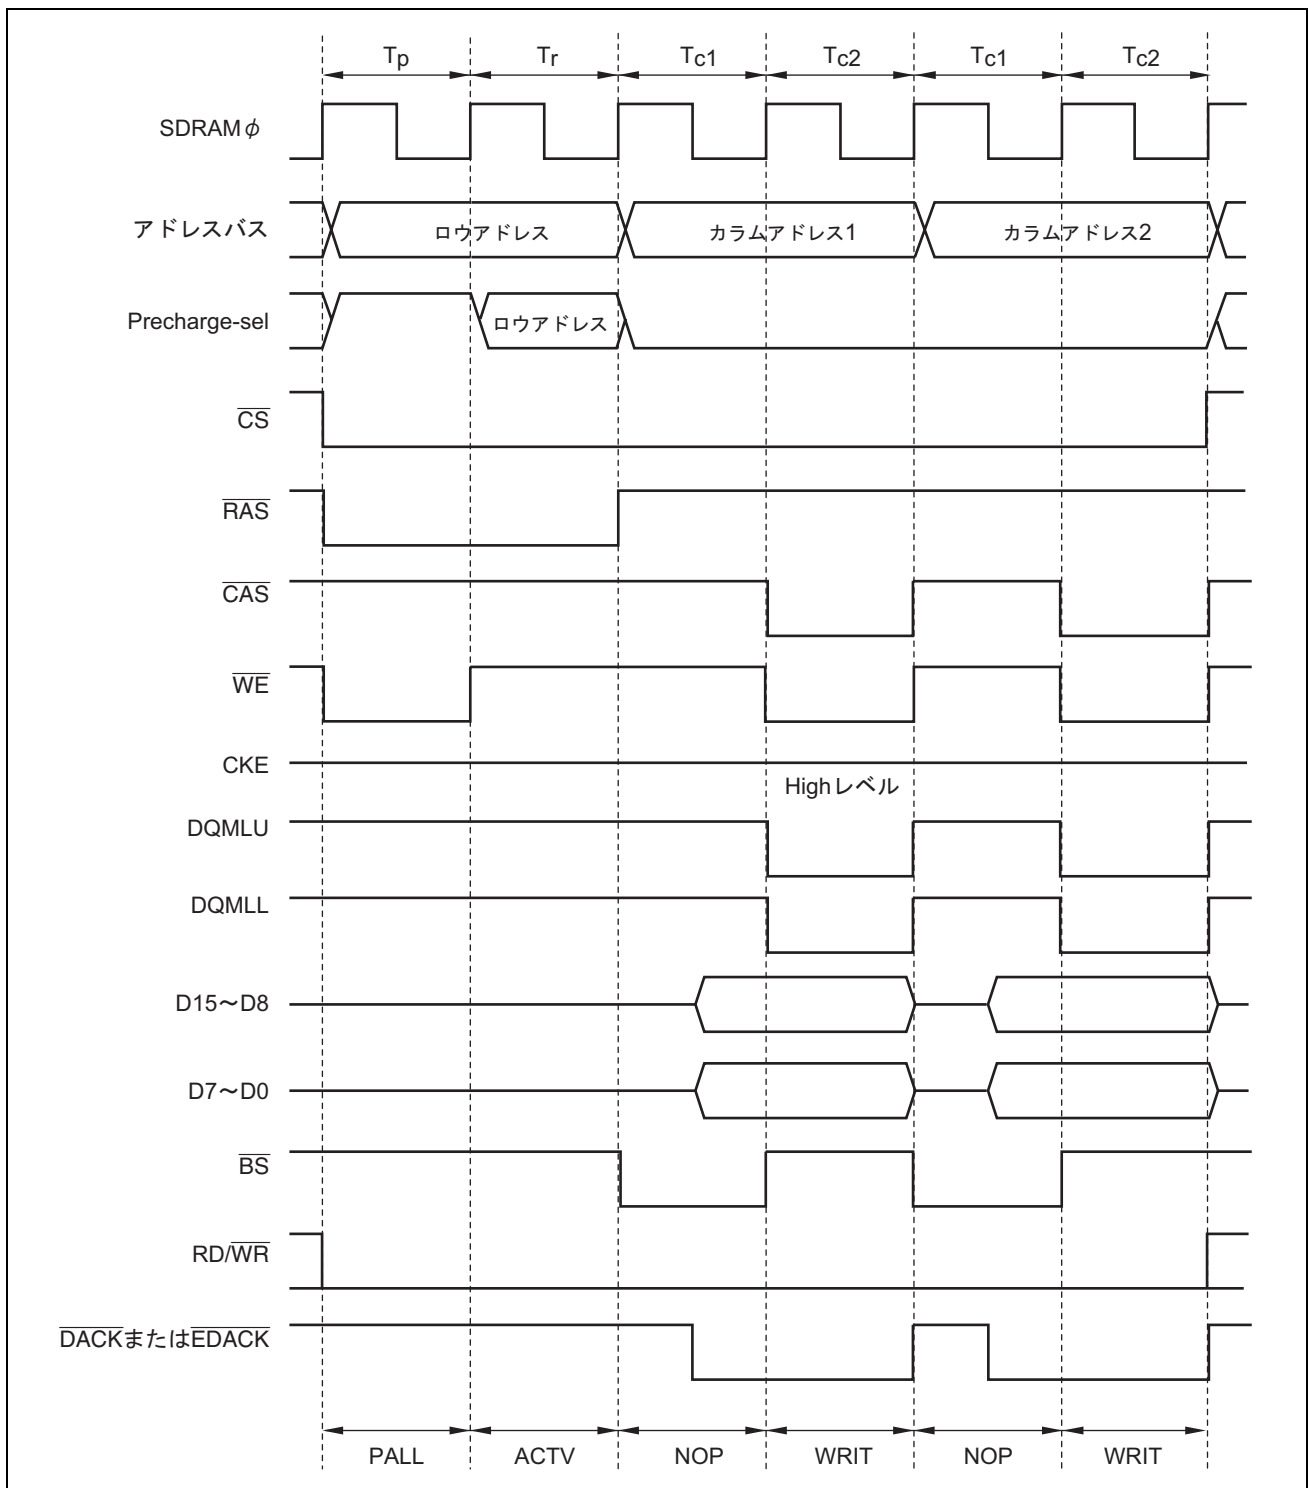 Tp Tr Tc1 Tc2 Tc1 Tc2
SDRAMφ
アドレスバス ロウアドレス カラムアドレス1 カラムアドレス2
Precharge-sel ロウアドレス
CS
RAS
CAS
WE
CKE
Highレベル
DQMLU
DQMLL
D15～D8
D7～D0
BS
RD/WR
DACKまたはEDACK
PALL ACTV NOP WRIT NOP WRIT